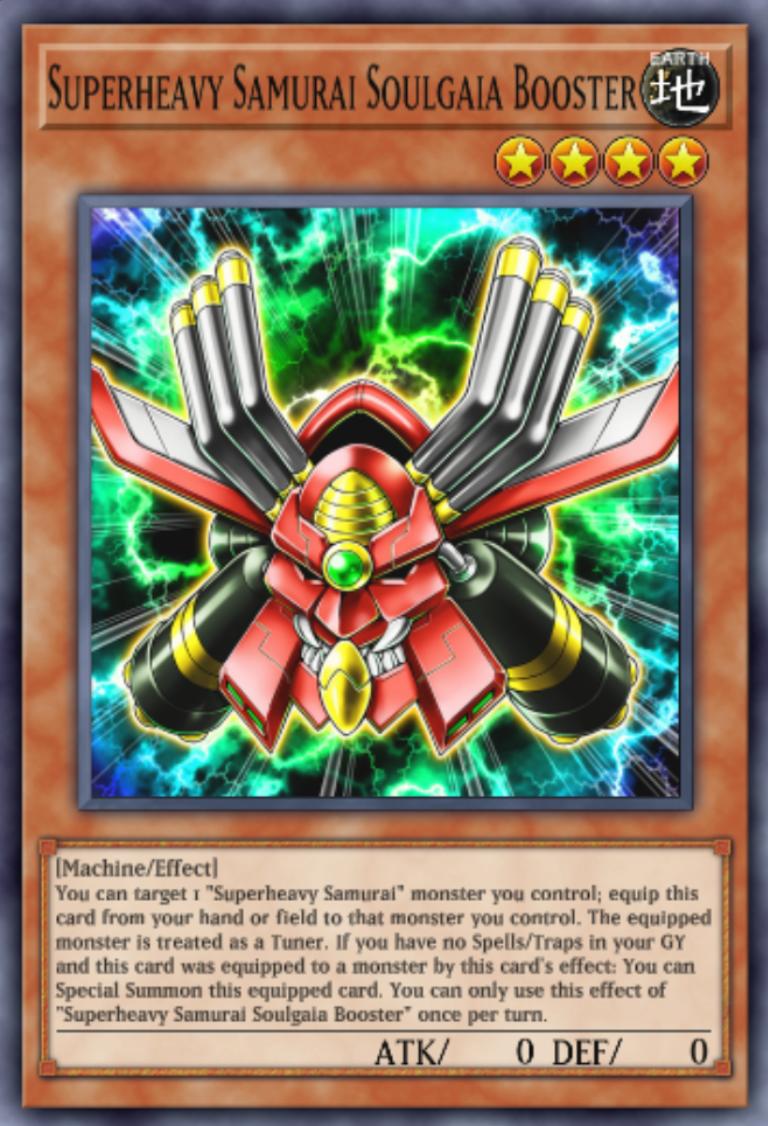 Superheavy Samurai Soulgaia Booster
EARTH
地
[Machine/Effect]
You can target 1 "Superheavy Samurai" monster you control; equip this
card from your hand or field to that monster you control. The equipped
monster is treated as a Tuner. If you have no Spells/Traps in your GY
and this card was equipped to a monster by this card's effect: You can
Special Summon this equipped card. You can only use this effect of
"Superheavy Samurai Soulgaia Booster" once per turn.
ATK/ 0 DEF/ 0